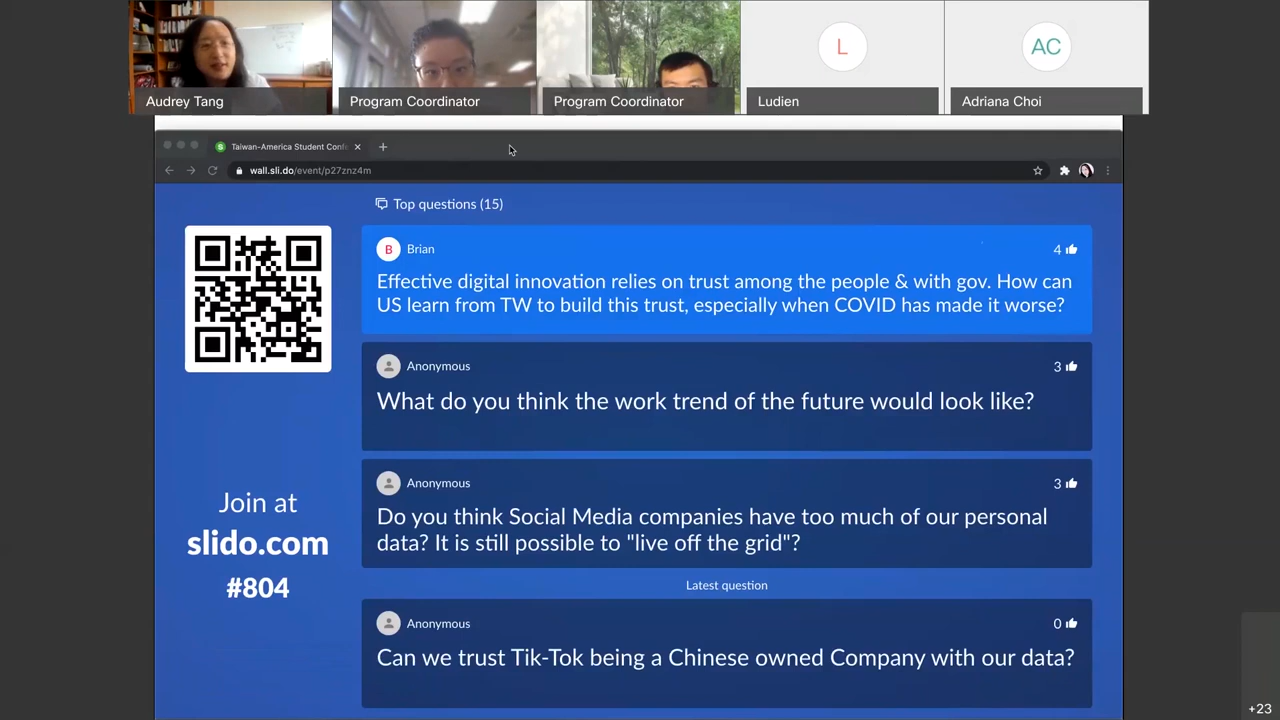 Audrey Tang
Program Coordinator
Program Coordinator
L
Ludien
AC
Adriana Choi
S
Taiwan-America Student Confe
wall.sli.do/event/p27znz4m
Top questions (15)
B
Brian
4
Effective digital innovation relies on trust among the people & with gov. How can
US learn from TW to build this trust, especially when COVID has made it worse?
Anonymous
3
What do you think the work trend of the future would look like?
Anonymous
3
Do you think Social Media companies have too much of our personal
data? It is still possible to "live off the grid"?
Join at
slido.com
#804
Latest question
Anonymous
0
Can we trust Tik-Tok being a Chinese owned Company with our data?
+23